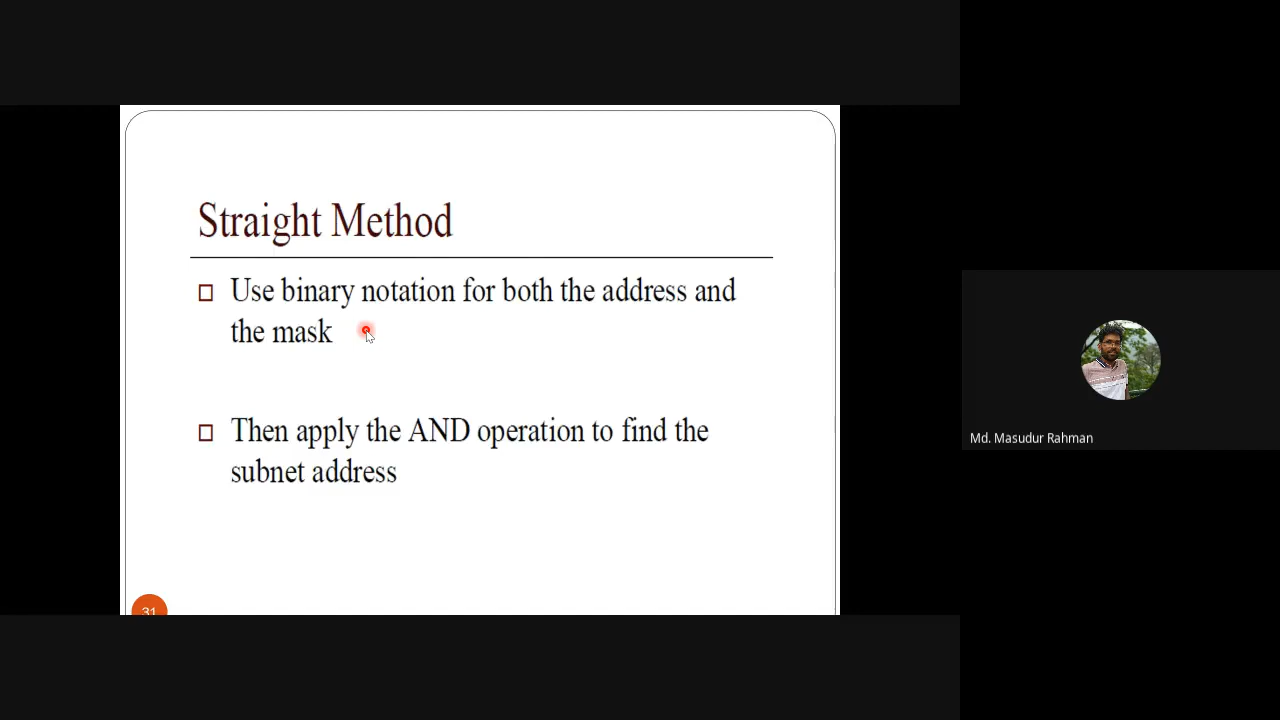 Straight Method
Use binary notation for both the address and
the mask
Then apply the AND operation to find the
subnet address
31
Md. Masudur Rahman